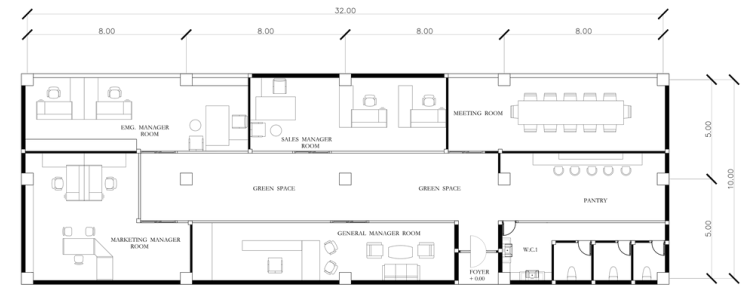 32.00
8.00 8.00 8.00 8.00
EMG. MANAGER
ROOM
SALES MANAGER
ROOM
MEETING ROOM
5.00
10.00
GREEN SPACE
GREEN SPACE
PANTRY
MARKETING MANAGER
ROOM
GENERAL MANAGER ROOM
W.C.1
5.00
FOYER
+ 0.00